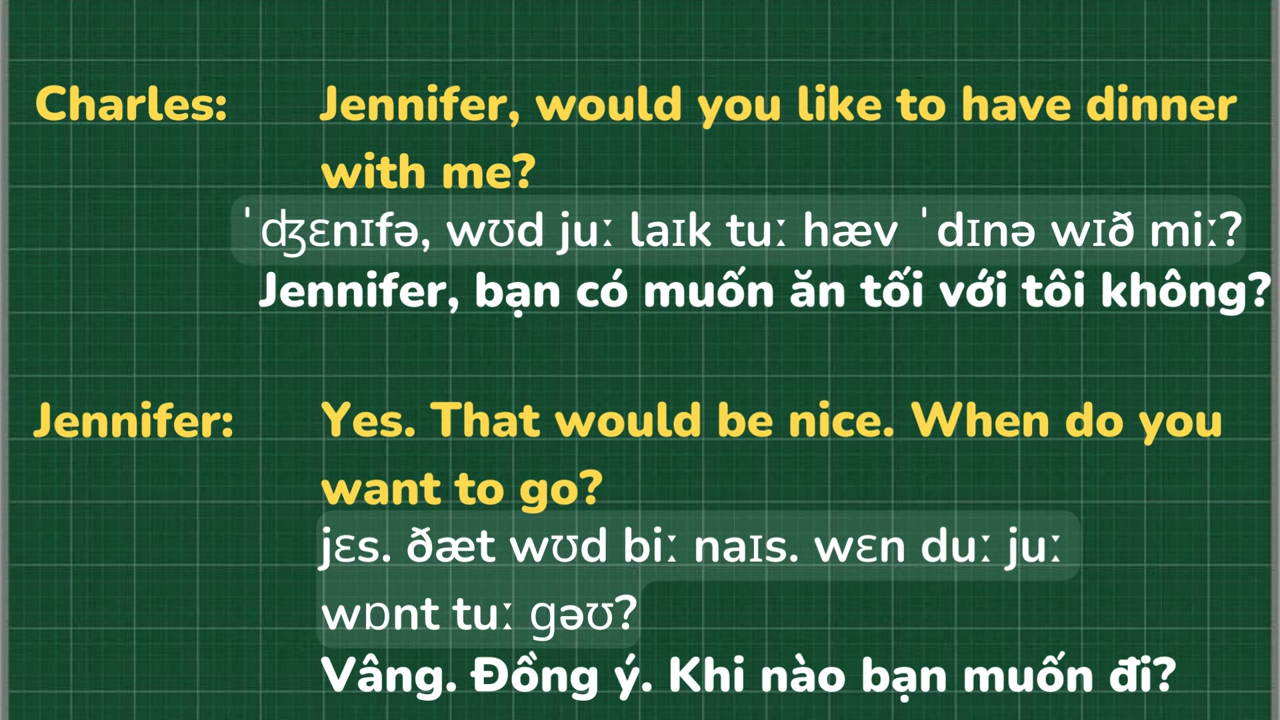 Charles: Jennifer, would you like to have dinner
with me?
ˈʤɛnɪfə, wʊd juː laɪk tuː hæv ˈdɪnə wɪð miː?
Jennifer, bạn có muốn ăn tối với tôi không?
Jennifer: Yes. That would be nice. When do you
want to go?
jɛs. ðæt wʊd biː naɪs. wɛn duː juː
wɒnt tuː gəʊ?
Vâng. Đồng ý. Khi nào bạn muốn đi?